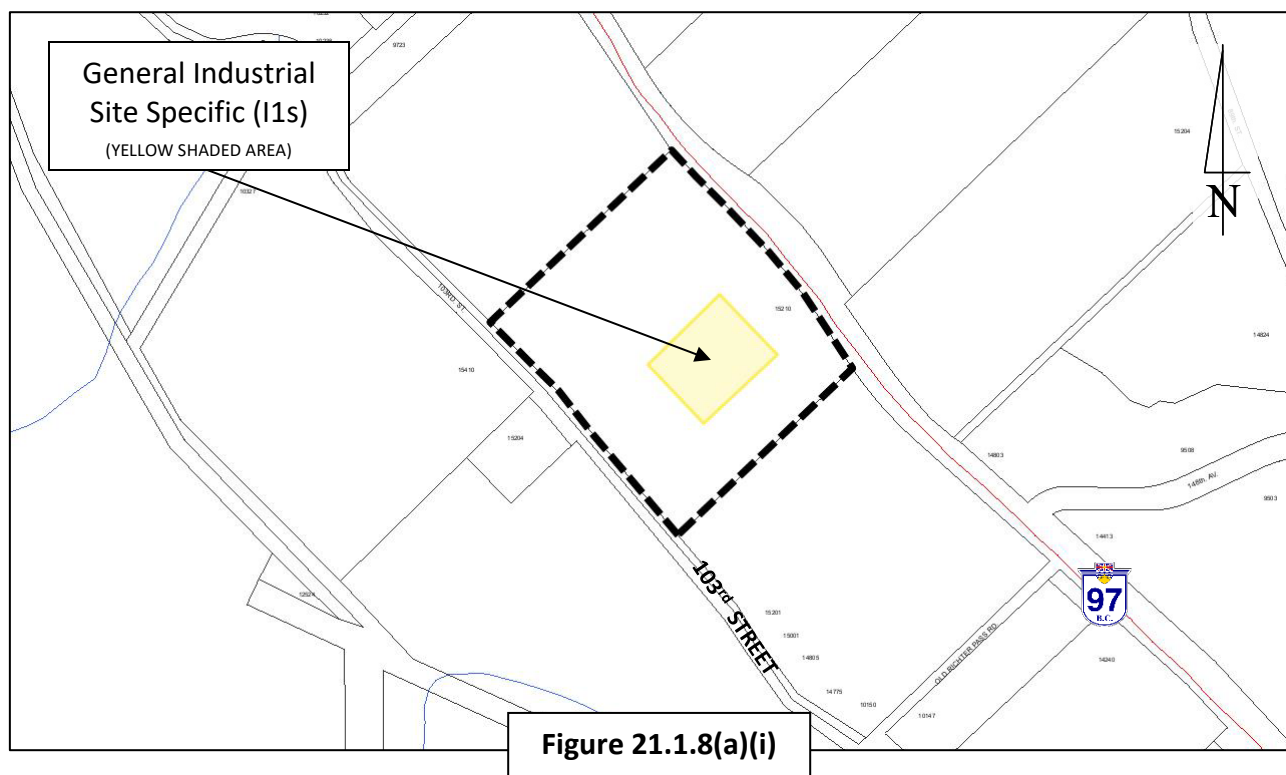 General Industrial
Site Specific (I1s)
(YELLOW SHADED AREA)
9723
15204
N
103RD ST.
15210
14824
15410
15204
14803
9508
148th. AV.
9503
14413
97
B.C.
12524
103rd STREET
15201
15001
14805
OLD RICHTER PASS RD
14240
14775
10150
10147
Figure 21.1.8(a)(i)